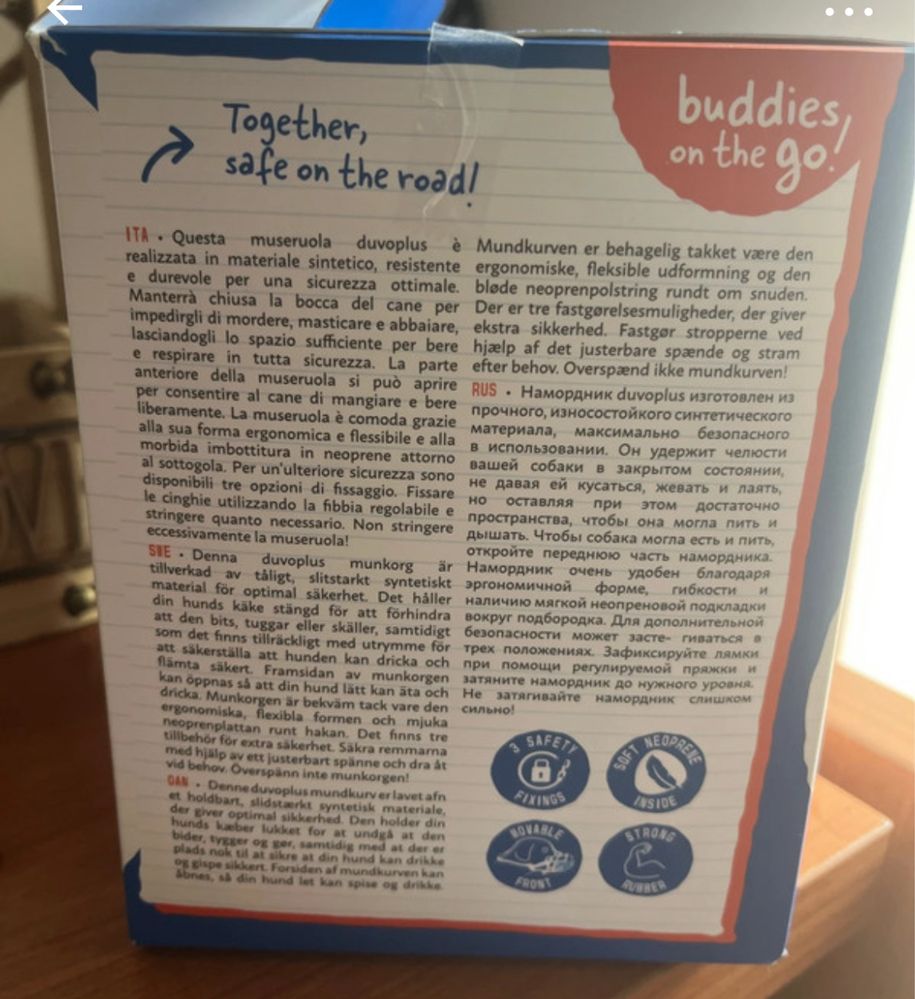 Together,
safe on the road!
buddies
on the go!
ITA • Questa museruola duvoplus è
realizzata in materiale sintetico, resistente
e durevole per una sicurezza ottimale.
Manterrà chiusa la bocca del cane per
impedirgli di mordere, masticare e abbaiare,
lasciandogli lo spazio sufficiente per bere
e respirare in tutta sicurezza. La parte
anteriore della museruola si può aprire
per consentire al cane di mangiare e bere
liberamente. La museruola è comoda grazie
alla sua forma ergonomica e flessibile e alla
morbida imbottitura in neoprene attorno
al sottogola. Per un'ulteriore sicurezza sono
disponibili tre opzioni di fissaggio. Fissare
le cinghie utilizzando la fibbia regolabile e
stringere quanto necessario. Non stringere
eccessivamente la museruola!
SWE • Denna duvoplus munkorg är
tillverkad av tåligt, slitstarkt syntetiskt
material för optimal säkerhet. Det håller
din hunds käke stängd för att förhindra
att den bits, tuggar eller skäller, samtidigt
som det finns tillräckligt med utrymme för
att säkerställa att hunden kan dricka och
flämta säkert. Framsidan av munkorgen
kan öppnas så att din hund lätt kan äta och
dricka. Munkorgen är bekväm tack vare den
ergonomiska, flexibla formen och mjuka
neoprenplattan runt hakan. Det finns tre
tillbehör för extra säkerhet. Säkra remmarna
med hjälp av ett justerbart spänne och dra åt
vid behov. Överspänn inte munkorgen!
DAN • Denne duvoplus mundkurv er lavet afn
et holdbart, slidstærkt syntetisk materiale,
der giver optimal sikkerhed. Den holder din
hunds kæber lukket for at undgå at den
bider, tygger og gør, samtidig med at der er
plads nok til at sikre at din hund kan drikke
og gispe sikkert. Forsiden af mundkurven kan
åbnes, så din hund let kan spise og drikke.
Mundkurven er behagelig takket være den
ergonomiske, fleksible udformning og den
bløde neoprenpolstring rundt om snuden.
Der er tre fastgørelsesmuligheder, der giver
ekstra sikkerhed. Fastgør stropperne ved
hjælp af det justerbare spænde og stram
efter behov. Overspænd ikke mundkurven!
RUS • Намордник duvoplus изготовлен из
прочного, износостойкого синтетического
материала, максимально безопасного
в использовании. Он удержит челюсти
вашей собаки в закрытом состоянии,
не давая ей кусаться, жевать и лаять,
но оставляя при этом достаточно
пространства, чтобы она могла пить и
дышать. Чтобы собака могла есть и пить,
откройте переднюю часть намордника.
Намордник очень удобен благодаря
эргономичной форме, гибкости и
наличию мягкой неопреновой подкладки
вокруг подбородка. Для дополнительной
безопасности может засте- гиваться в
трех положениях. Зафиксируйте лямки
при помощи регулируемой пряжки и
затяните намордник до нужного уровня.
Не затягивайте намордник слишком
сильно!
3 SAFETY
FIXINGS
SOFT NEOPRENE
INSIDE
MOVABLE
FRONT
STRONG
RUBBER